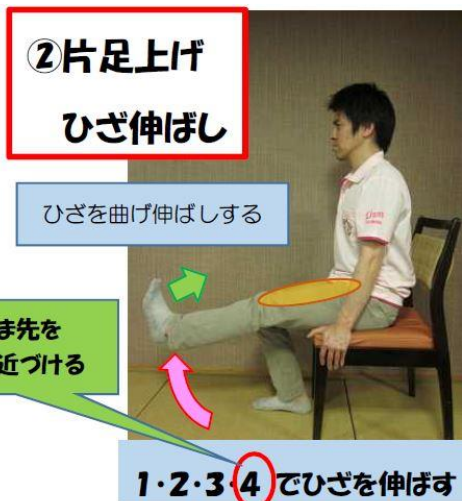 ②片足上げ
ひざ伸ばし
ひざを曲げ伸ばしする
ま先を
近づける
1・2・3・4 でひざを伸ばす